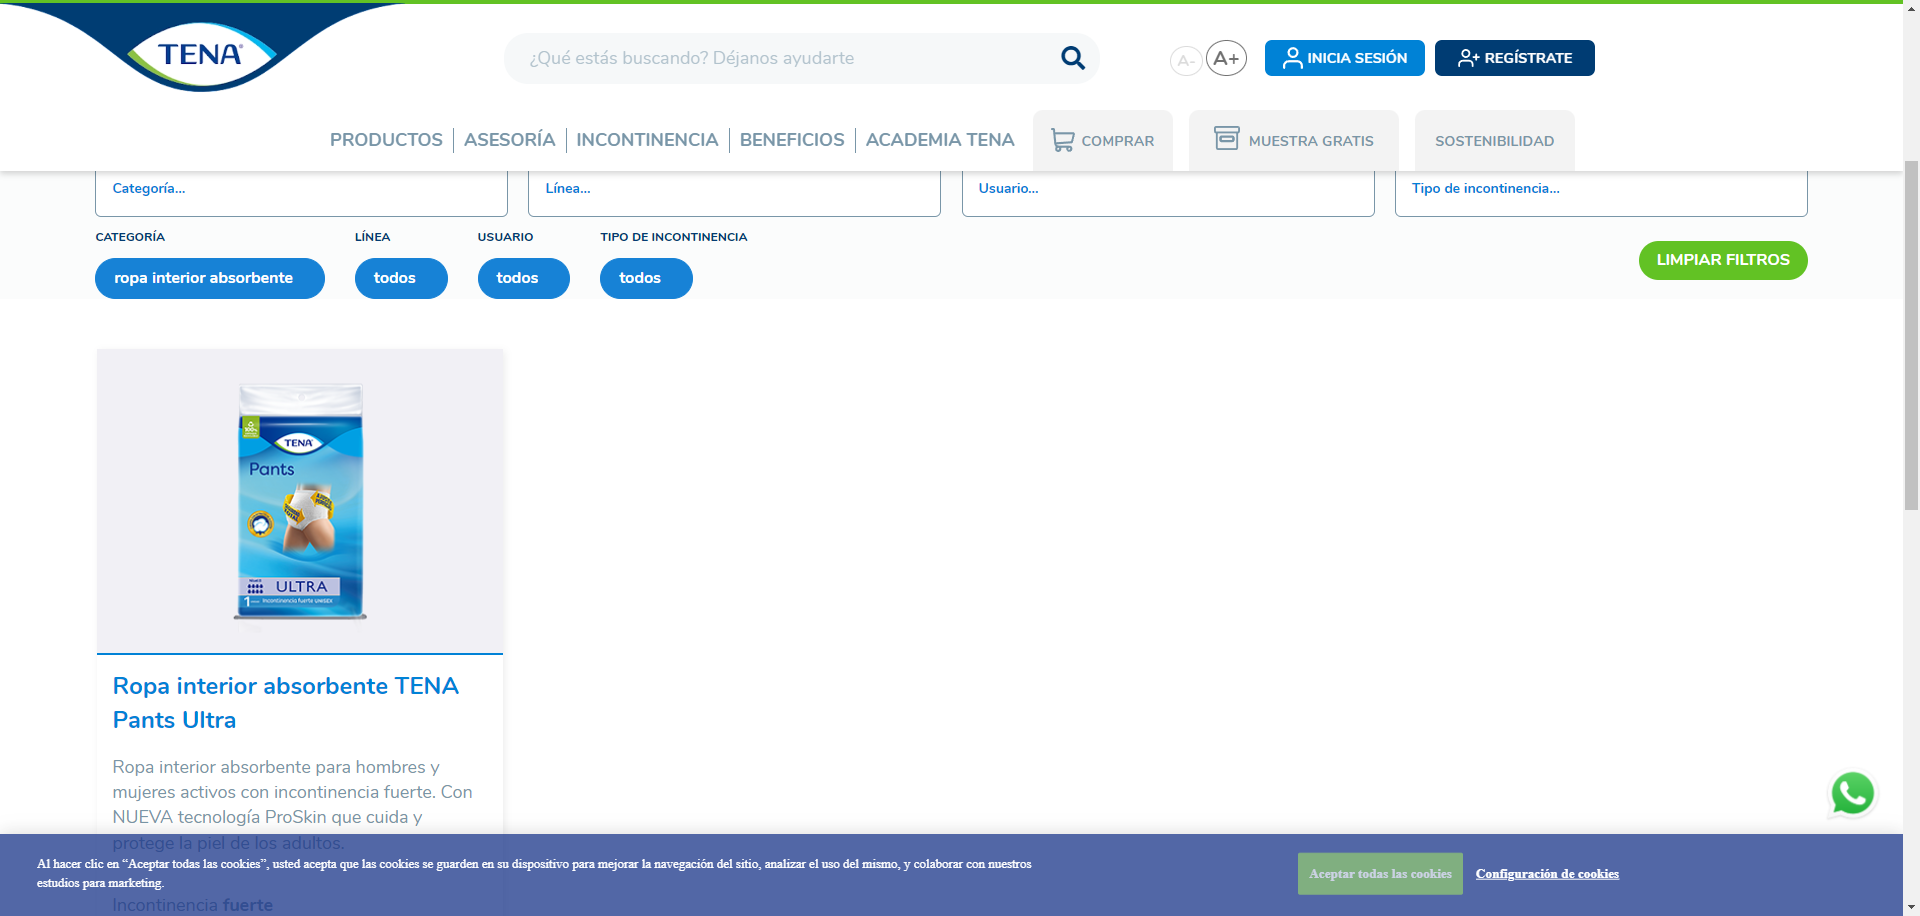 TENA
¿Qué estás buscando? Déjanos ayudarte
A-
A+
INICIA SESIÓN
REGÍSTRATE
PRODUCTOS
ASESORÍA
INCONTINENCIA
BENEFICIOS
ACADEMIA TENA
COMPRAR
MUESTRA GRATIS
SOSTENIBILIDAD
Categoría...
Línea...
Usuario...
Tipo de incontinencia...
CATEGORÍA
LÍNEA
USUARIO
TIPO DE INCONTINENCIA
ropa interior absorbente
todos
todos
todos
LIMPIAR FILTROS
TENA
Pants
ULTRA
1
Incontinencia fuerte UNISEX
Ropa interior absorbente TENA
Pants Ultra
Ropa interior absorbente para hombres y
mujeres activos con incontinencia fuerte. Con
NUEVA tecnología ProSkin que cuida y
protege la piel de los adultos.
Al hacer clic en “Aceptar todas las cookies”, usted acepta que las cookies se guarden en su dispositivo para mejorar la navegación del sitio, analizar el uso del mismo, y colaborar con nuestros
estudios para marketing.
Aceptar todas las cookies
Configuración de cookies
Incontinencia fuerte